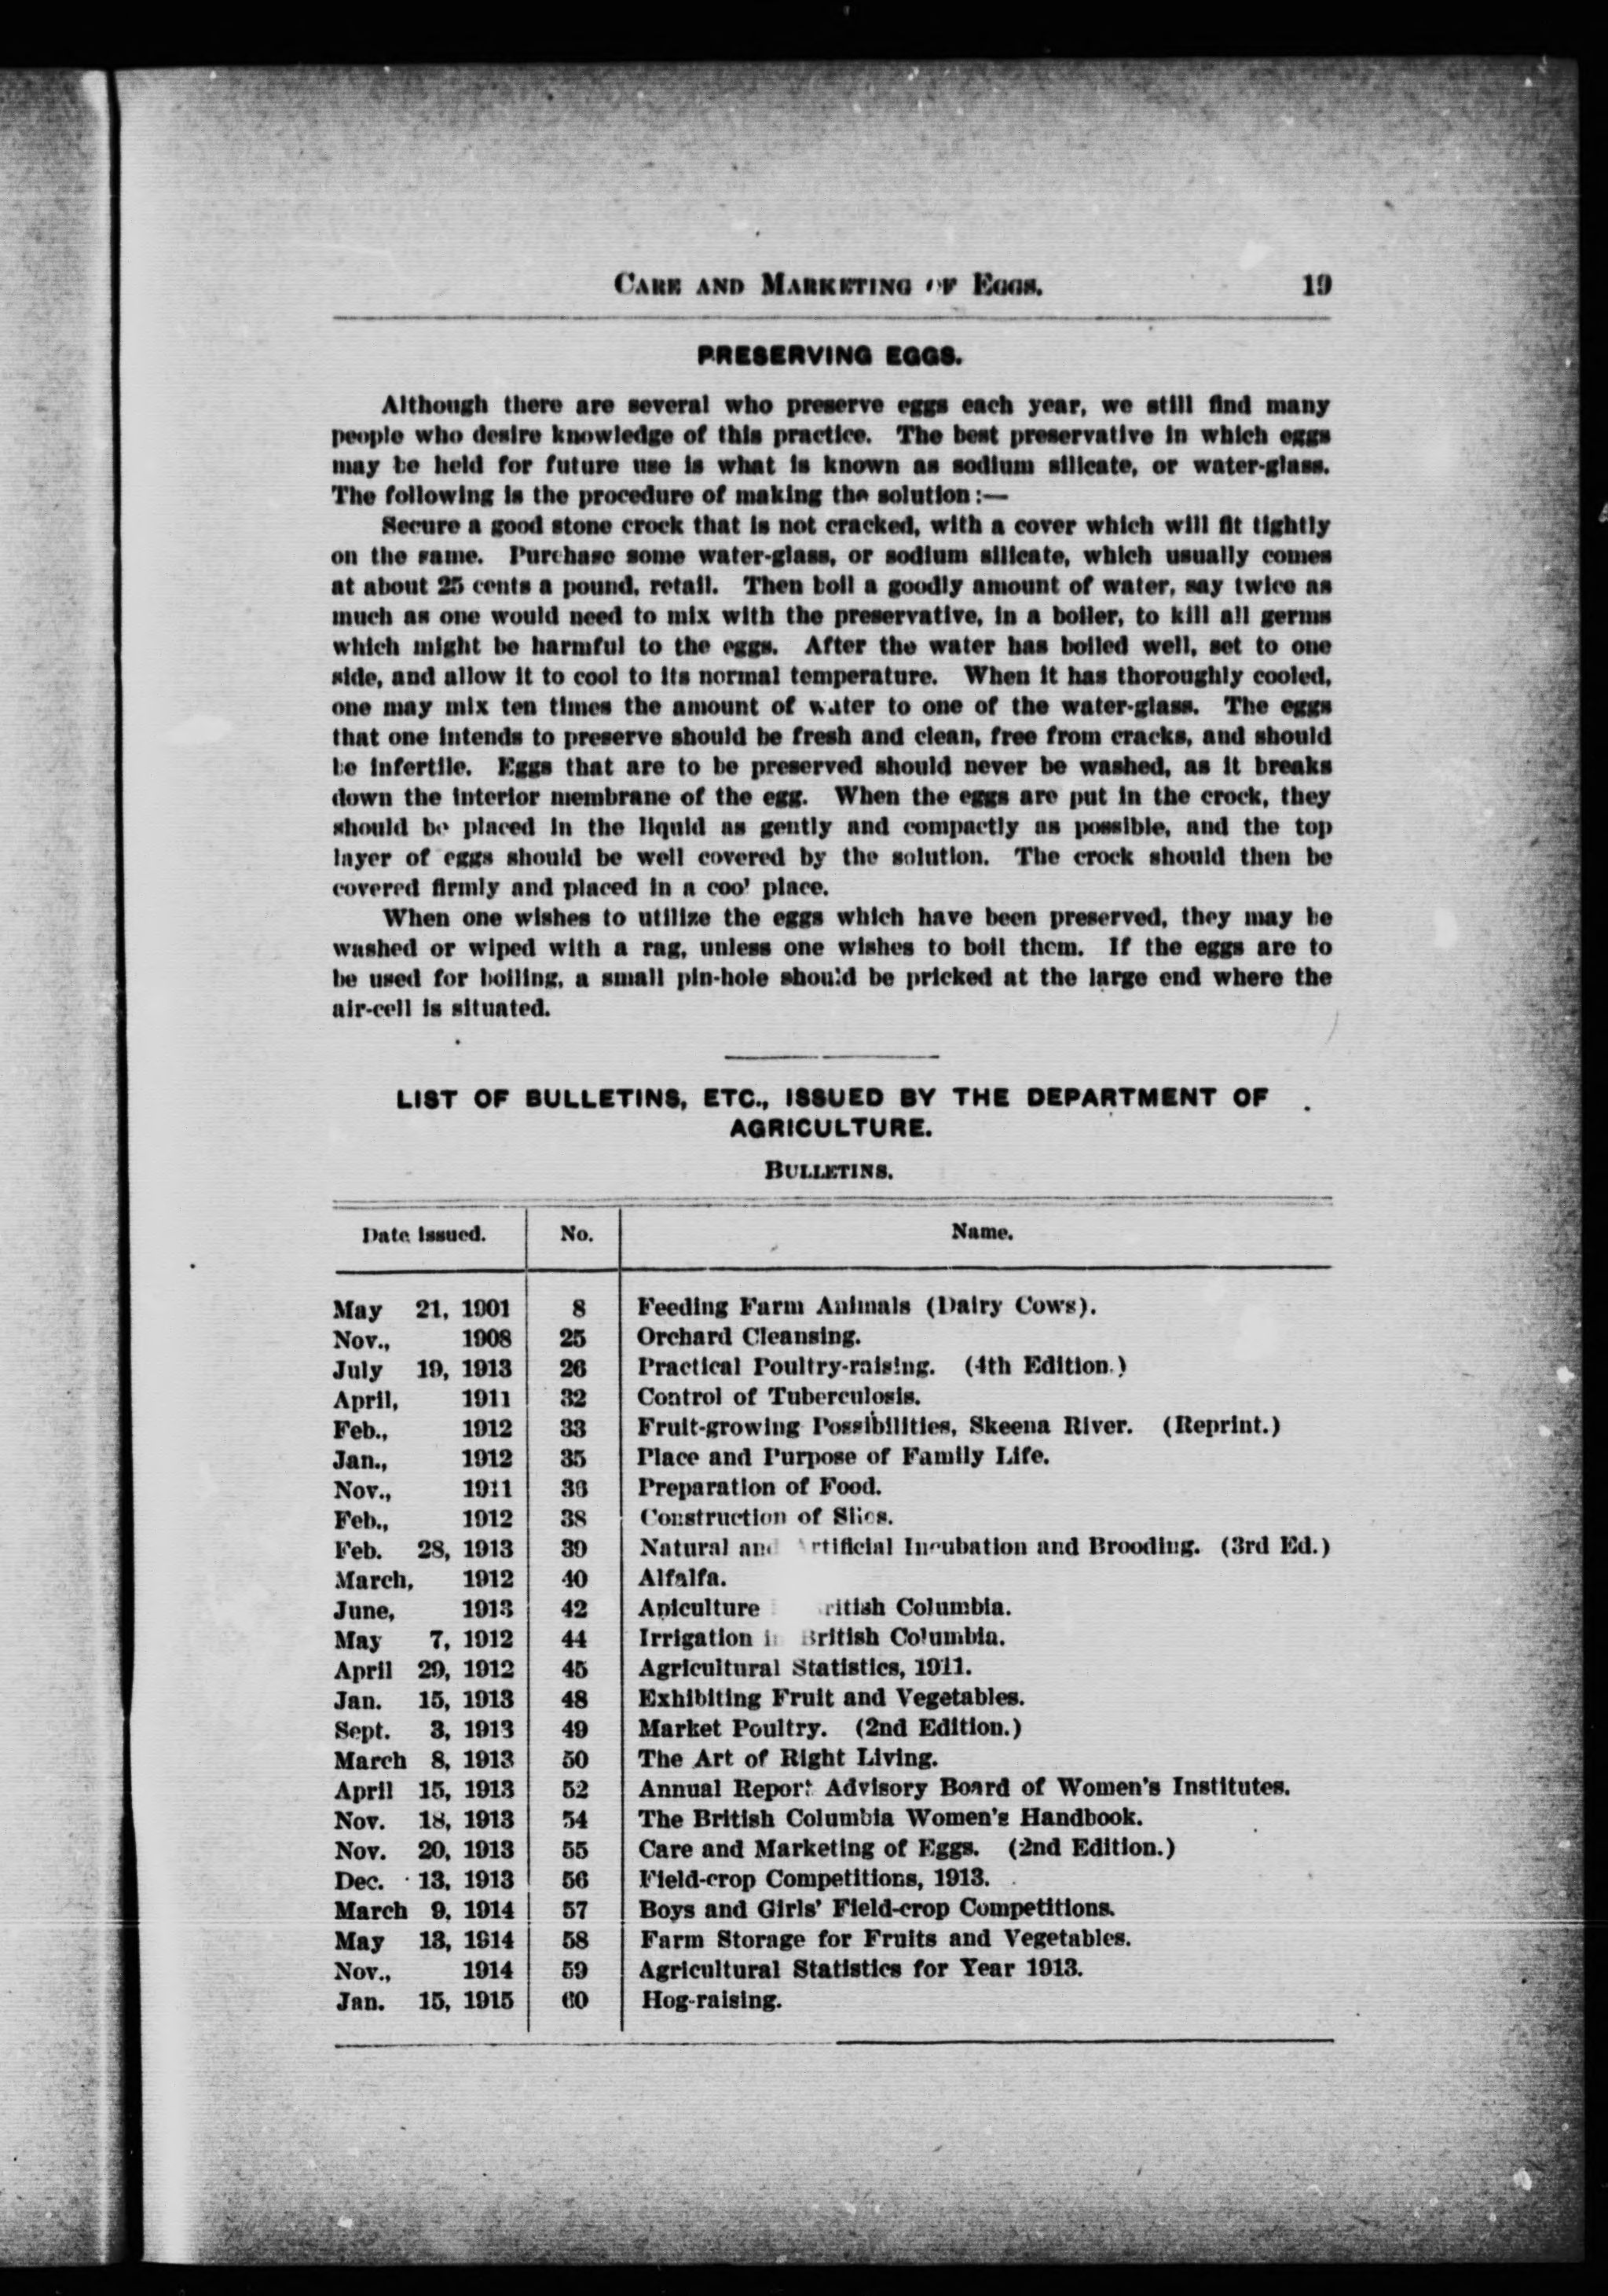 CARE AND MARKETING OF EGGS. 19
PRESERVING EGGS.
Although there are several who preserve eggs each year, we still find many
people who desire knowledge of this practice. The best preservative in which eggs
may be held for future use is what is known as sodium silicate, or water-glass.
The following is the procedure of making the solution:—
Secure a good stone crock that is not cracked, with a cover which will fit tightly
on the same. Purchase some water-glass, or sodium silicate, which usually comes
at about 25 cents a pound, retail. Then boil a goodly amount of water, say twice as
much as one would need to mix with the preservative, in a boiler, to kill all germs
which might be harmful to the eggs. After the water has boiled well, set to one
side, and allow it to cool to its normal temperature. When it has thoroughly cooled,
one may mix ten times the amount of water to one of the water-glass. The eggs
that one intends to preserve should be fresh and clean, free from cracks, and should
be infertile. Eggs that are to be preserved should never be washed, as it breaks
down the interior membrane of the egg. When the eggs are put in the crock, they
should be placed in the liquid as gently and compactly as possible, and the top
layer of eggs should be well covered by the solution. The crock should then be
covered firmly and placed in a cool place.
When one wishes to utilize the eggs which have been preserved, they may be
washed or wiped with a rag, unless one wishes to boil them. If the eggs are to
be used for boiling, a small pin-hole should be pricked at the large end where the
air-cell is situated.
LIST OF BULLETINS, ETC., ISSUED BY THE DEPARTMENT OF
AGRICULTURE.
BULLETINS.
Date issued. No. Name.
May 21, 1901 8 Feeding Farm Animals (Dairy Cows).
Nov., 1908 25 Orchard Cleansing.
July 19, 1913 26 Practical Poultry-raising. (4th Edition.)
April, 1911 32 Control of Tuberculosis.
Feb., 1912 33 Fruit-growing Possibilities, Skeena River. (Reprint.)
Jan., 1912 35 Place and Purpose of Family Life.
Nov., 1911 36 Preparation of Food.
Feb., 1912 38 Construction of Silos.
Feb. 28, 1913 39 Natural and Artificial Incubation and Brooding. (3rd Ed.)
March, 1912 40 Alfalfa.
June, 1913 42 Apiculture British Columbia.
May 7, 1912 44 Irrigation in British Columbia.
April 29, 1912 45 Agricultural Statistics, 1911.
Jan. 15, 1913 48 Exhibiting Fruit and Vegetables.
Sept. 3, 1913 49 Market Poultry. (2nd Edition.)
March 8, 1913 50 The Art of Right Living.
April 15, 1913 52 Annual Report Advisory Board of Women's Institutes.
Nov. 18, 1913 54 The British Columbia Women's Handbook.
Nov. 20, 1913 55 Care and Marketing of Eggs. (2nd Edition.)
Dec. 13, 1913 56 Field-crop Competitions, 1913.
March 9, 1914 57 Boys and Girls' Field-crop Competitions.
May 13, 1914 58 Farm Storage for Fruits and Vegetables.
Nov., 1914 59 Agricultural Statistics for Year 1913.
Jan. 15, 1915 60 Hog-raising.